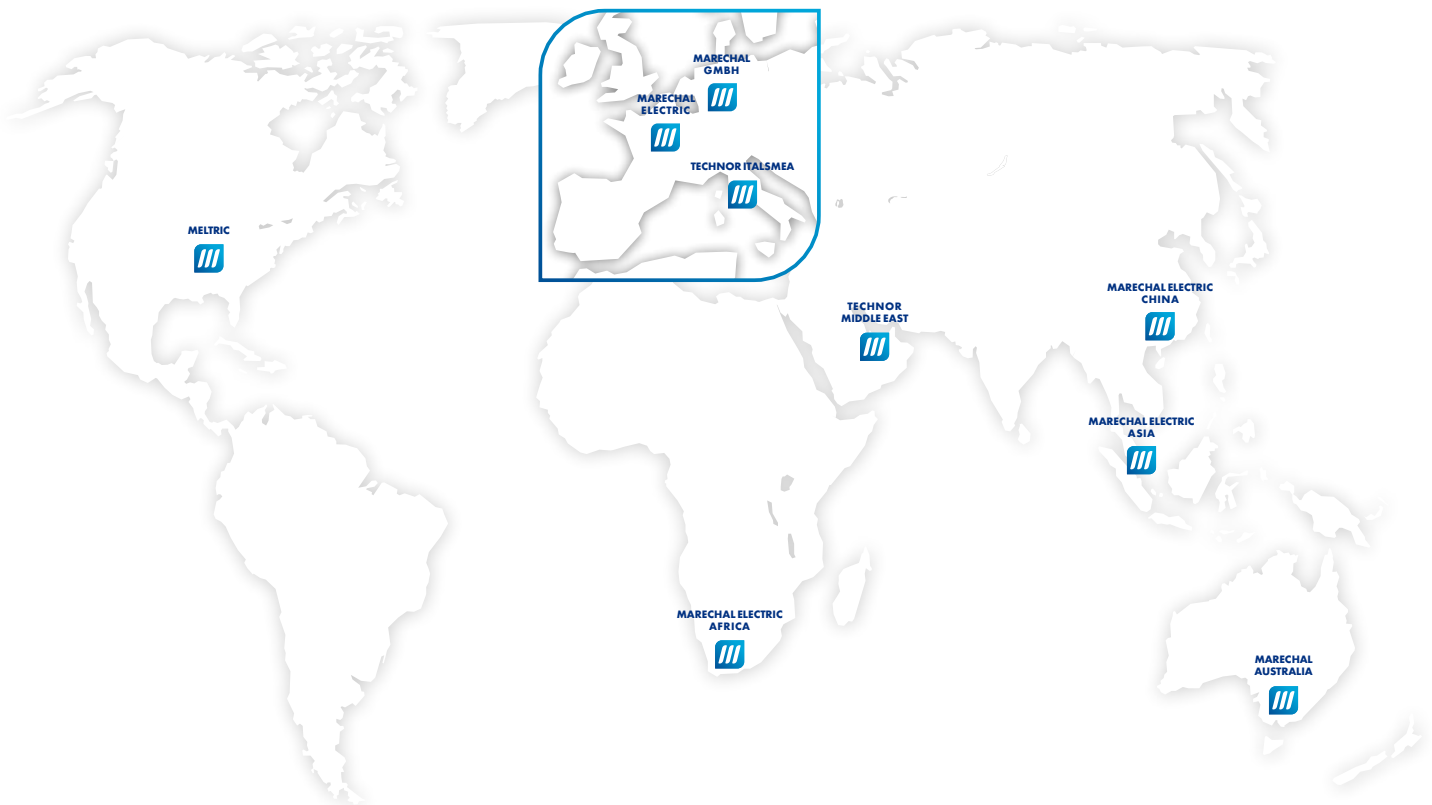 MARECHAL
GMBH
MARECHAL
ELECTRIC
TECHNOR ITALSMEA
MELTRIC
MARECHAL ELECTRIC
CHINA
TECHNOR
MIDDLE EAST
MARECHAL ELECTRIC
ASIA
MARECHAL ELECTRIC
AFRICA
MARECHAL
AUSTRALIA